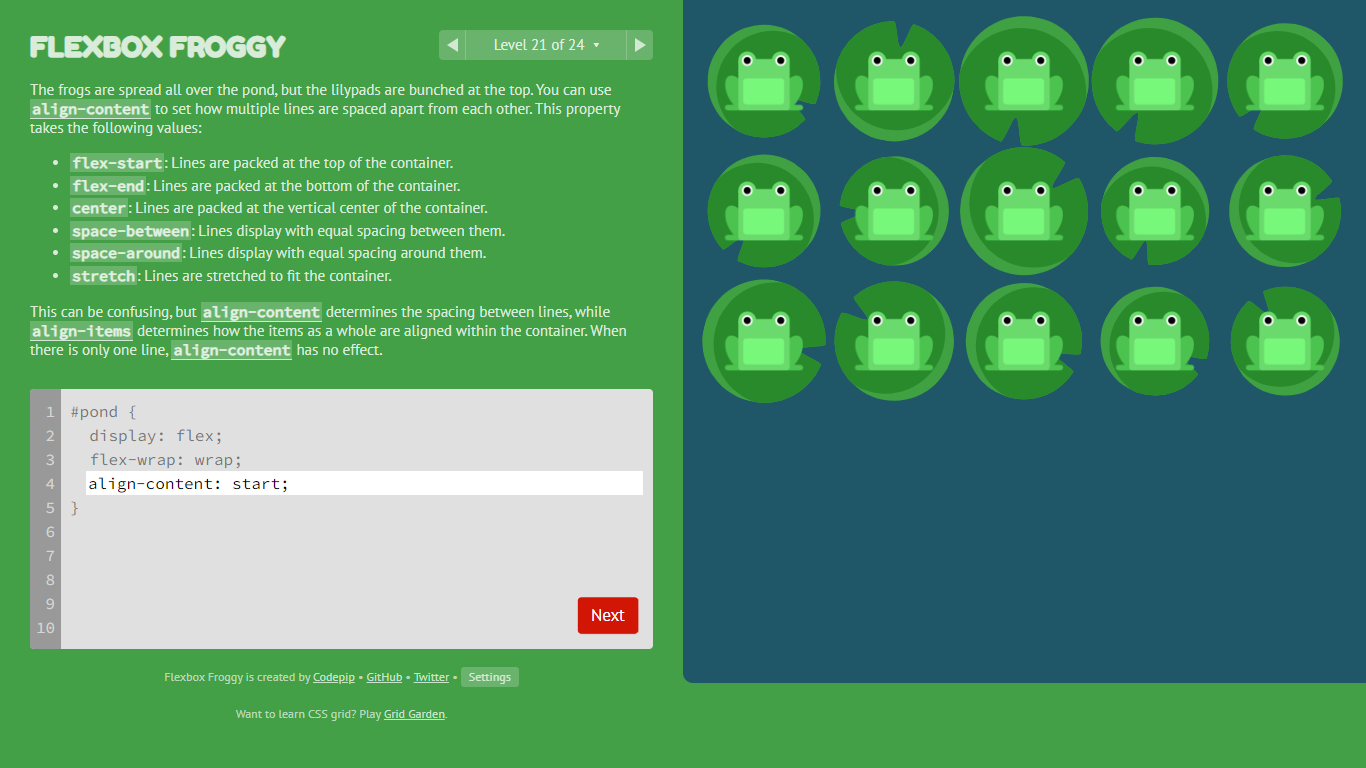 FLEXBOX FROGGY
Level 21 of 24
The frogs are spread all over the pond, but the lilypads are bunched at the top. You can use
align-content to set how multiple lines are spaced apart from each other. This property
takes the following values:
• flex-start: Lines are packed at the top of the container.
• flex-end: Lines are packed at the bottom of the container.
• center: Lines are packed at the vertical center of the container.
• space-between: Lines display with equal spacing between them.
• space-around: Lines display with equal spacing around them.
• stretch: Lines are stretched to fit the container.
This can be confusing, but align-content determines the spacing between lines, while
align-items determines how the items as a whole are aligned within the container. When
there is only one line, align-content has no effect.
1 #pond {
2 display: flex;
3 flex-wrap: wrap;
4 align-content: start;
5 }
6
7
8
9
10
Next
Flexbox Froggy is created by Codepip • GitHub • Twitter • Settings
Want to learn CSS grid? Play Grid Garden.